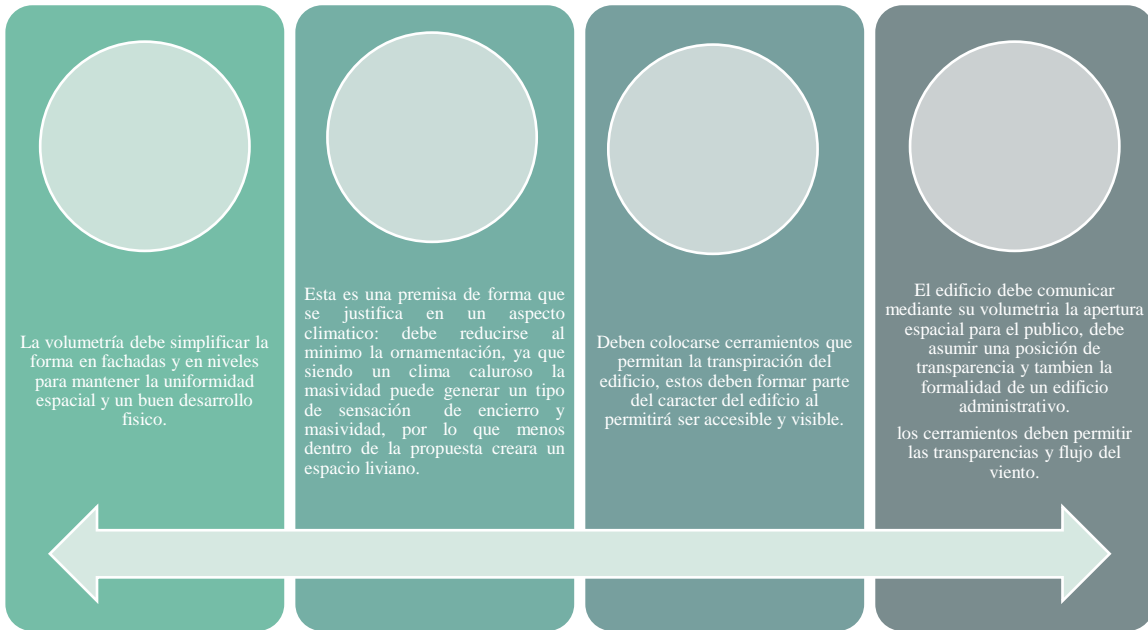 La volumetría debe simplificar la
forma en fachadas y en niveles
para mantener la uniformidad
espacial y un buen desarrollo
fisico.
Esta es una premisa de forma que
se justifica en un aspecto
climatico: debe reducirse al
minimo la ornamentación, ya que
siendo un clima caluroso la
masividad puede generar un tipo
de sensación de encierro y
masividad, por lo que menos
dentro de la propuesta creara un
espacio liviano.
Deben colocarse cerramientos que
permitan la transpiración del
edificio, estos deben formar parte
del caracter del edifcio al
permitirá ser accesible y visible.
El edificio debe comunicar
mediante su volumetria la apertura
espacial para el publico, debe
asumir una posición de
transparencia y tambien la
formalidad de un edificio
administrativo.
los cerramientos deben permitir
las transparencias y flujo del
viento.